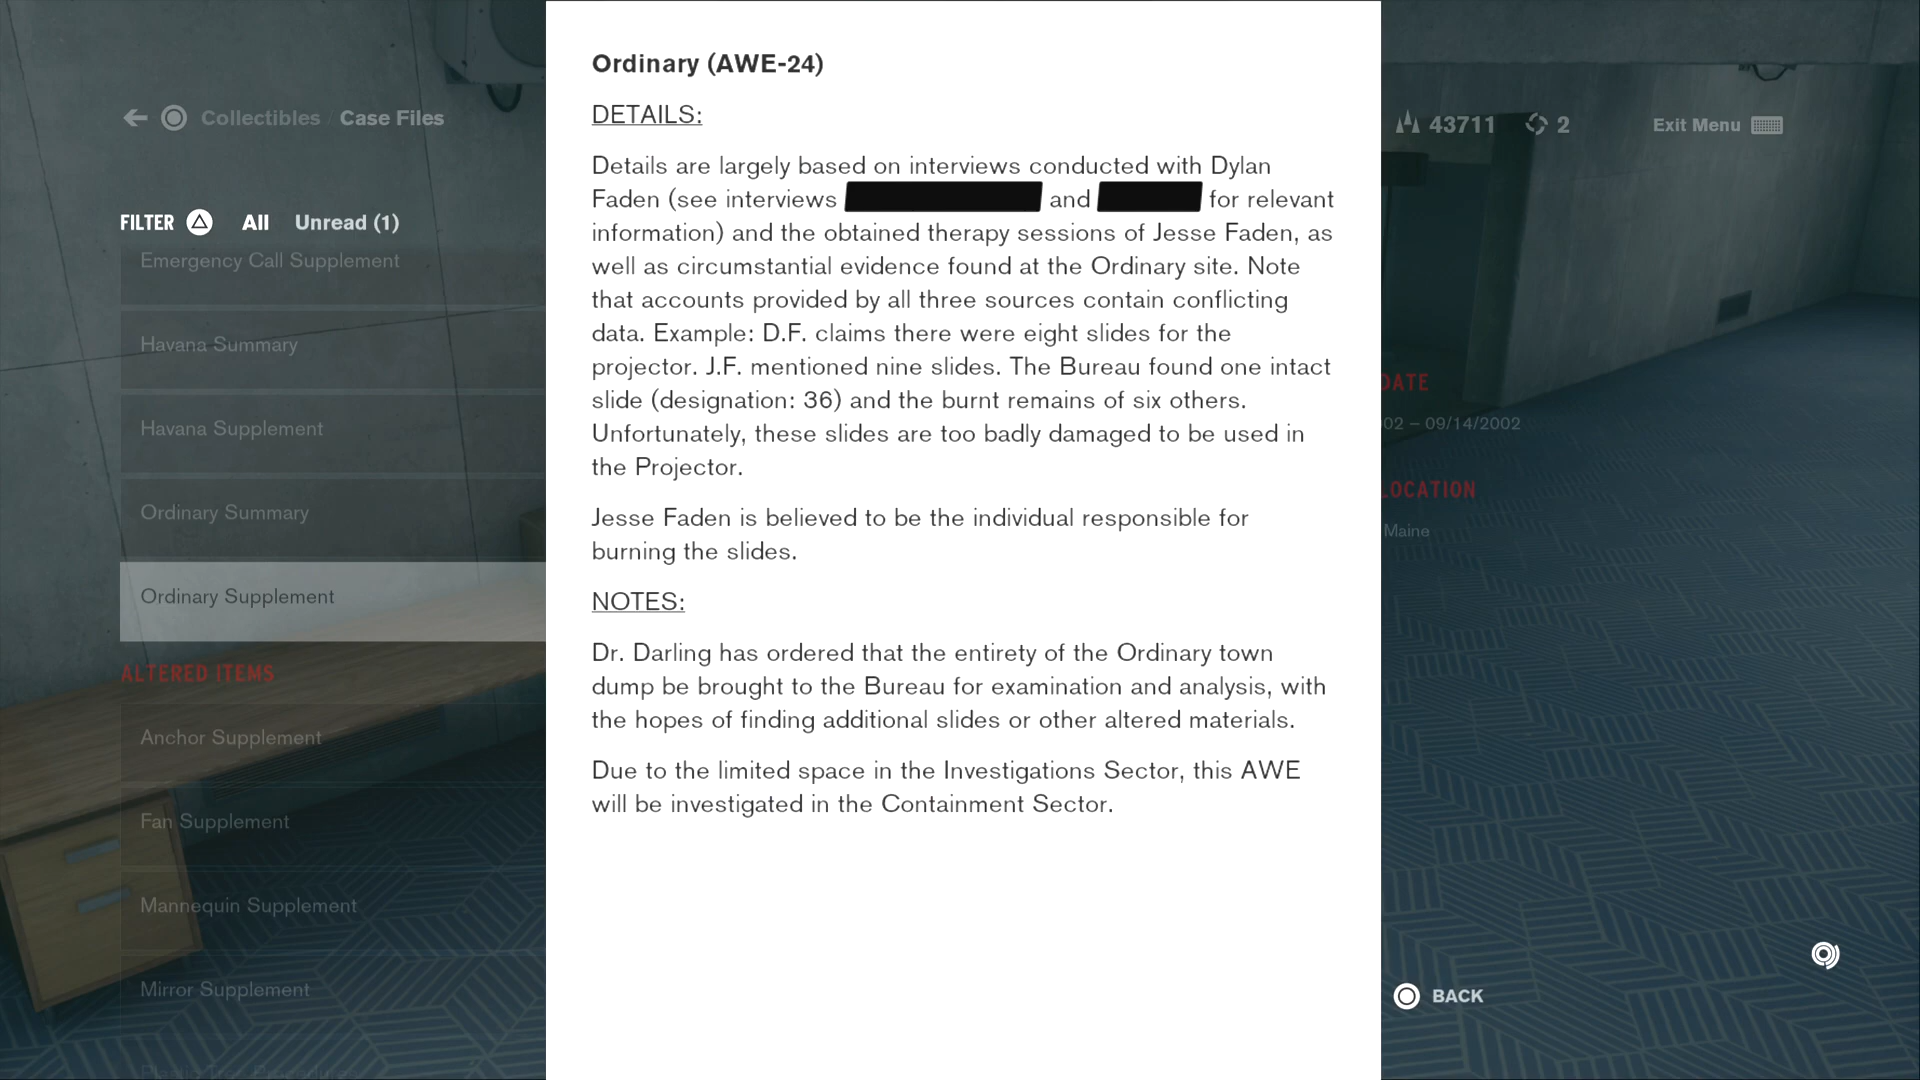 Collectibles / Case Files
43711
2
Exit Menu
FILTER All Unread (1)
Emergency Call Supplement
Havana Summary
Havana Supplement
Ordinary Summary
Ordinary Supplement
ALTERED ITEMS
Anchor Supplement
Fan Supplement
Mannequin Supplement
Mirror Supplement
Ordinary (AWE-24)
DETAILS:
Details are largely based on interviews conducted with Dylan
Faden (see interviews and for relevant
information) and the obtained therapy sessions of Jesse Faden, as
well as circumstantial evidence found at the Ordinary site. Note
that accounts provided by all three sources contain conflicting
data. Example: D.F. claims there were eight slides for the
projector. J.F. mentioned nine slides. The Bureau found one intact
slide (designation: 36) and the burnt remains of six others.
Unfortunately, these slides are too badly damaged to be used in
the Projector.
Jesse Faden is believed to be the individual responsible for
burning the slides.
NOTES:
Dr. Darling has ordered that the entirety of the Ordinary town
dump be brought to the Bureau for examination and analysis, with
the hopes of finding additional slides or other altered materials.
Due to the limited space in the Investigations Sector, this AWE
will be investigated in the Containment Sector.
DATE
02 – 09/14/2002
LOCATION
Maine
BACK